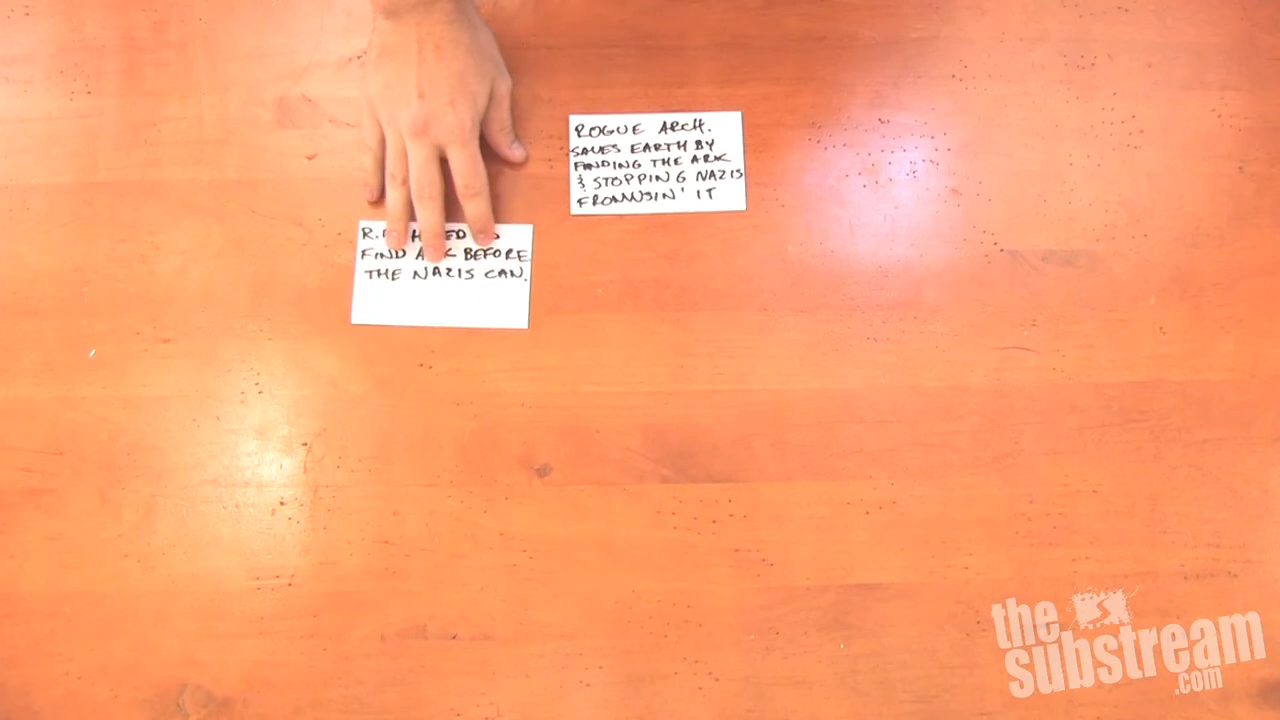 ROGUE ARCH.
SAVES EARTH BY
FINDING THE ARK
& STOPPING NAZIS
FROM USIN' IT
FIND BEFORE
THE NAZIS CAN.
the
substream
.com